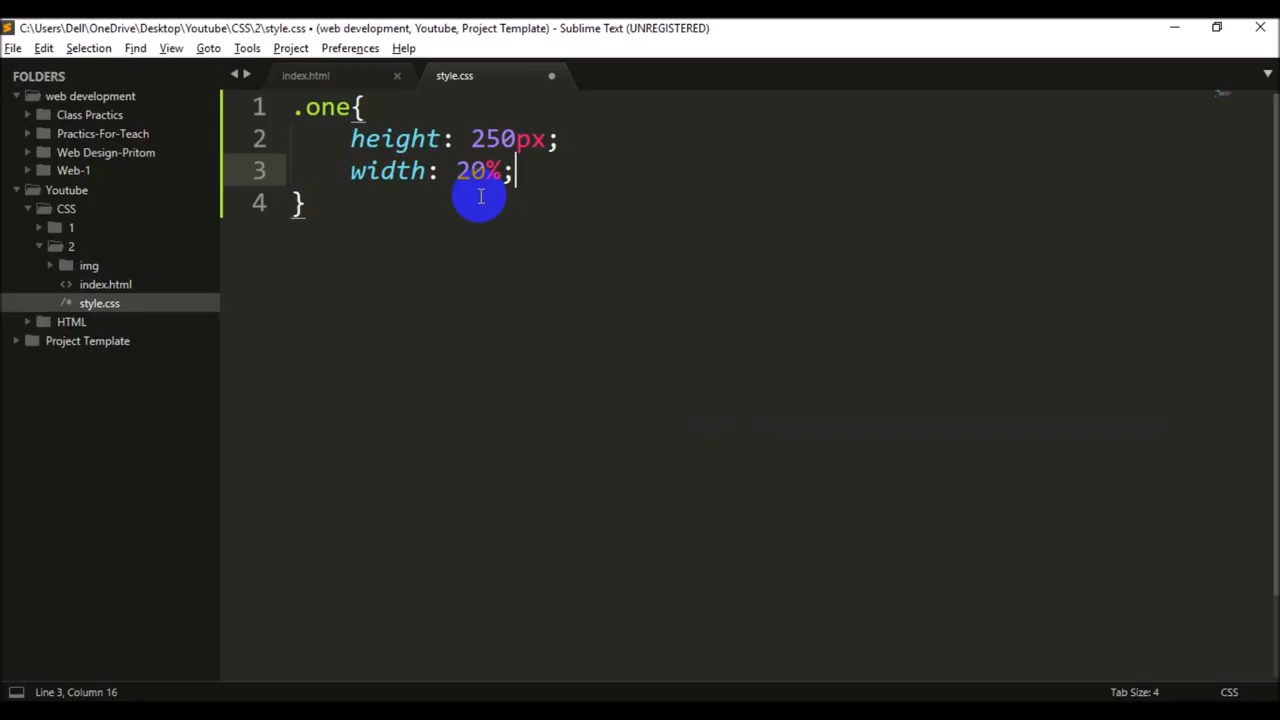 C:\Users\Dell\OneDrive\Desktop\Youtube\CSS\2\style.css • (web development, Youtube, Project Template) - Sublime Text (UNREGISTERED)
File Edit Selection Find View Goto Tools Project Preferences Help
FOLDERS
web development
Class Practics
Practics-For-Teach
Web Design-Pritom
Web-1
Youtube
CSS
1
2
img
index.html
style.css
HTML
Project Template
index.html style.css
1 .one{
2 height: 250px;
3 width: 20%;
4 }
Line 3, Column 16 Tab Size: 4 CSS